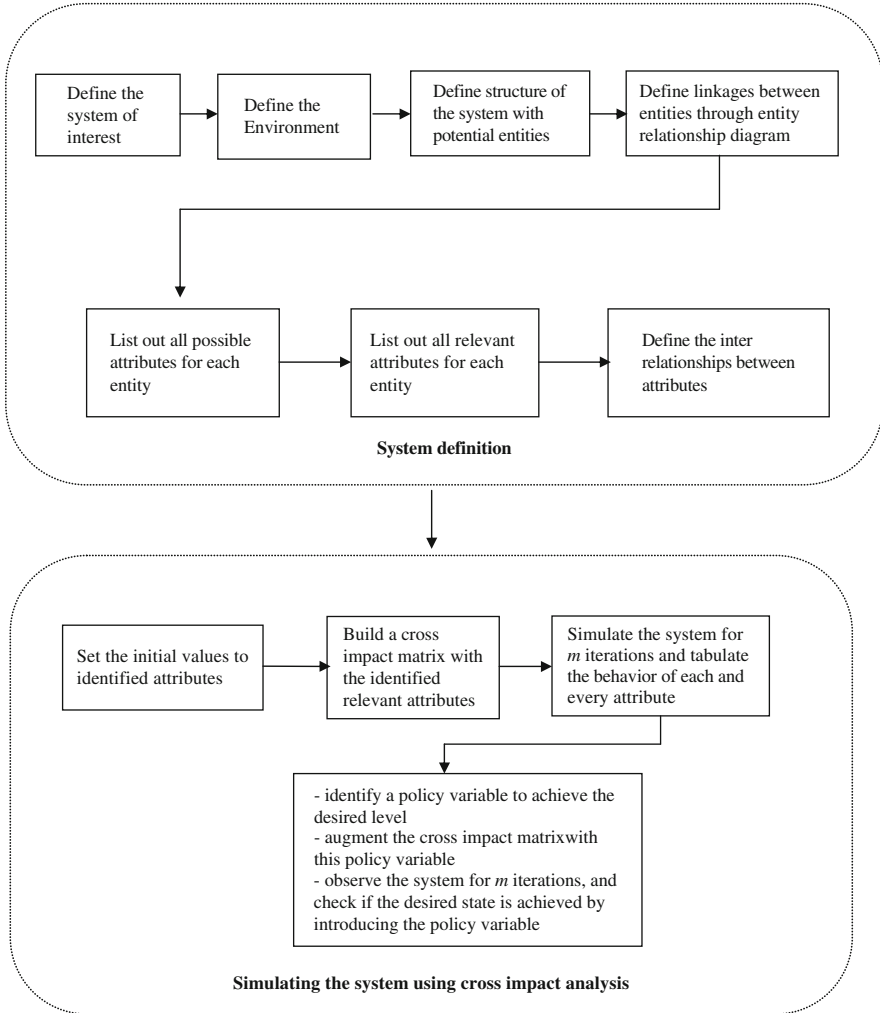 Define the
system of
interest
Define the
Environment
Define structure of
the system with
potential entities
Define linkages between
entities through entity
relationship diagram
List out all possible
attributes for each
entity
List out all relevant
attributes for each
entity
Define the inter
relationships between
attributes
System definition
Set the initial values to
identified attributes
Build a cross
impact matrix with
the identified
relevant attributes
Simulate the system for
m iterations and tabulate
the behavior of each and
every attribute
- identify a policy variable to achieve the
desired level
- augment the cross impact matrixwith
this policy variable
- observe the system for m iterations, and
check if the desired state is achieved by
introducing the policy variable
Simulating the system using cross impact analysis